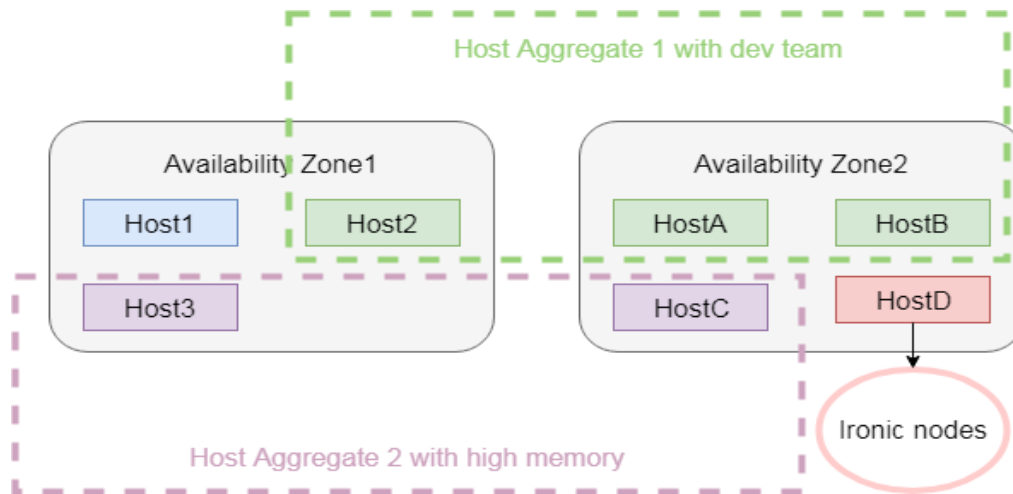 Host Aggregate 1 with dev team
Availability Zone1
Availability Zone2
Host1
Host2
HostA
HostB
Host3
HostC
HostD
Ironic nodes
Host Aggregate 2 with high memory